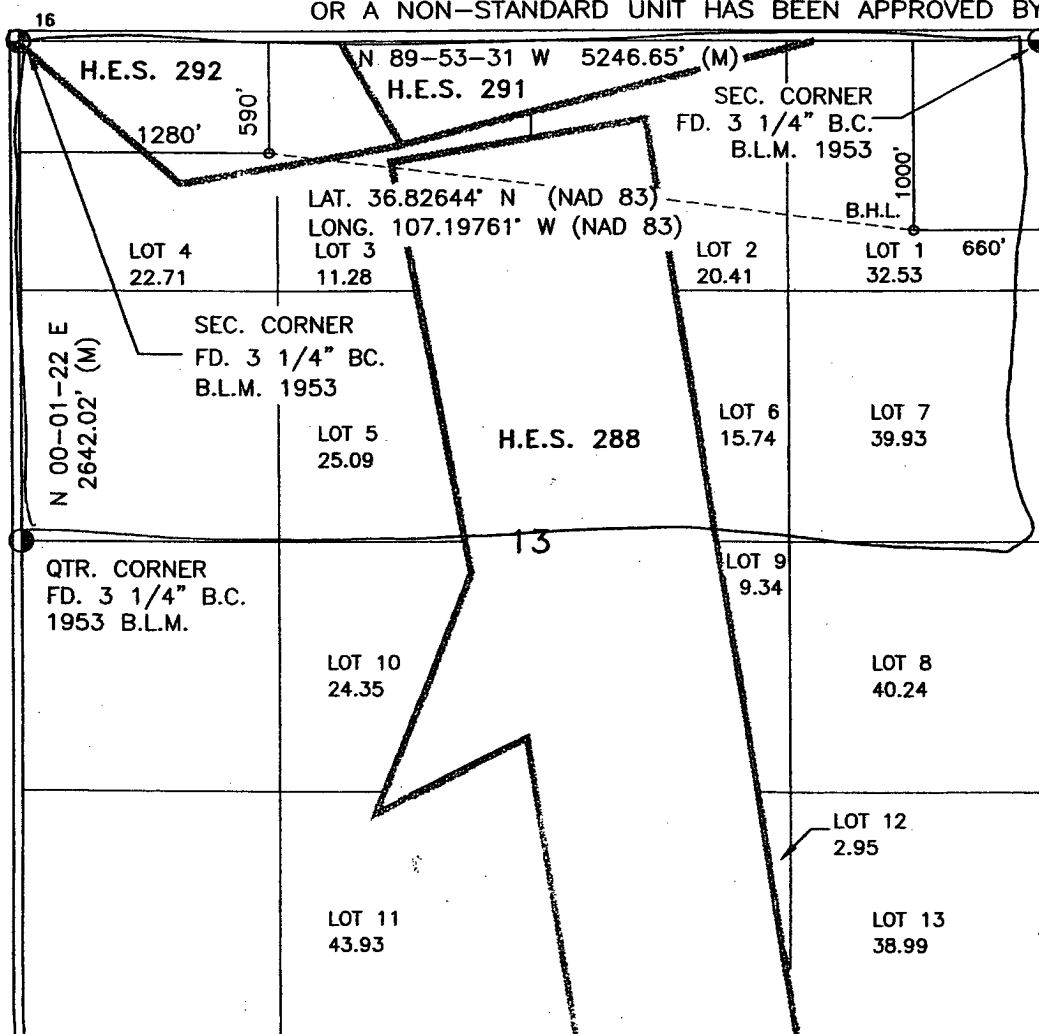 OR A NON-STANDARD UNIT HAS BEEN APPROVED BY
16
N 89-53-31 W 5246.65' (M)
H.E.S. 292
H.E.S. 291
590'
1280'
SEC. CORNER
FD. 3 1/4" B.C.
B.L.M. 1953
1000'
LAT. 36.82644° N (NAD 83)
LONG. 107.19761° W (NAD 83)
B.H.L.
660'
LOT 4
22.71
LOT 3
11.28
LOT 2
20.41
LOT 1
32.53
SEC. CORNER
FD. 3 1/4" BC.
B.L.M. 1953
N 00-01-22 E
2642.02' (M)
LOT 5
25.09
H.E.S. 288
LOT 6
15.74
LOT 7
39.93
13
QTR. CORNER
FD. 3 1/4" B.C.
1953 B.L.M.
LOT 9
9.34
LOT 10
24.35
LOT 8
40.24
LOT 12
2.95
LOT 11
43.93
LOT 13
38.99